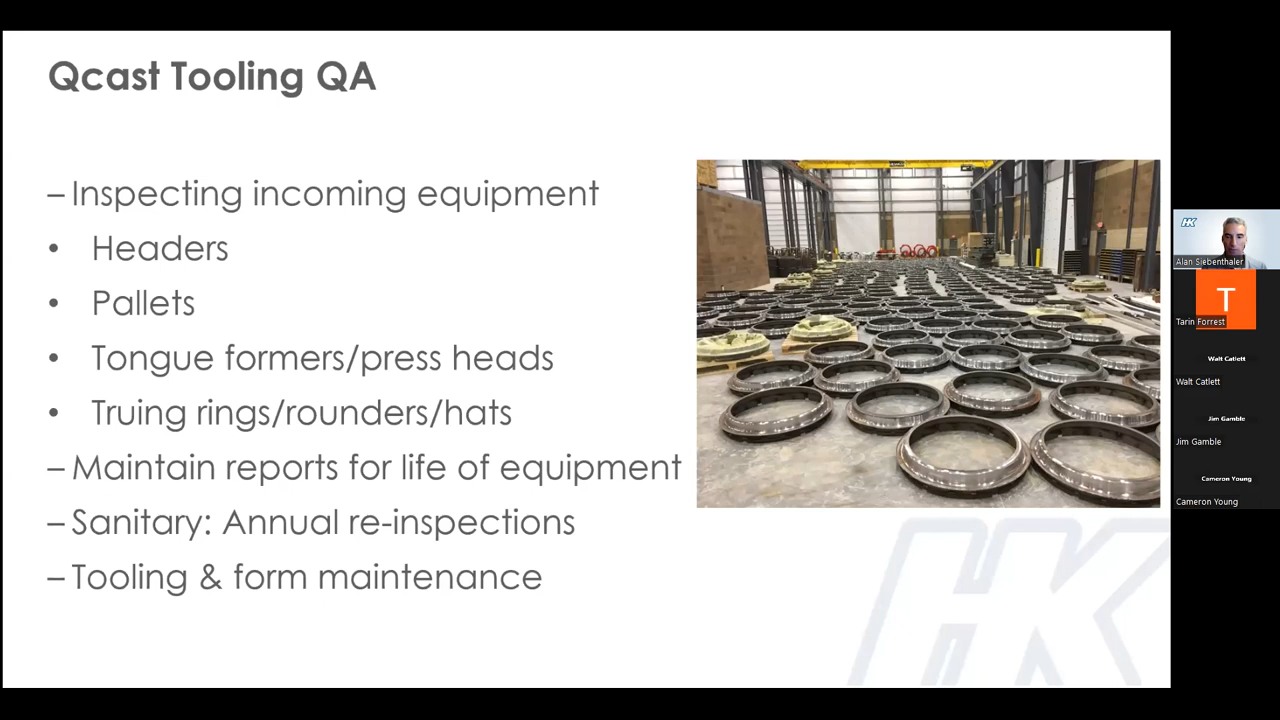 Qcast Tooling QA
– Inspecting incoming equipment
• Headers
• Pallets
• Tongue formers/press heads
• Truing rings/rounders/hats
– Maintain reports for life of equipment
– Sanitary: Annual re-inspections
– Tooling & form maintenance
HK
HK
Alan Siebenthaler
T
Tarin Forrest
Walt Catlett
Walt Catlett
Jim Gamble
Jim Gamble
Cameron Young
Cameron Young